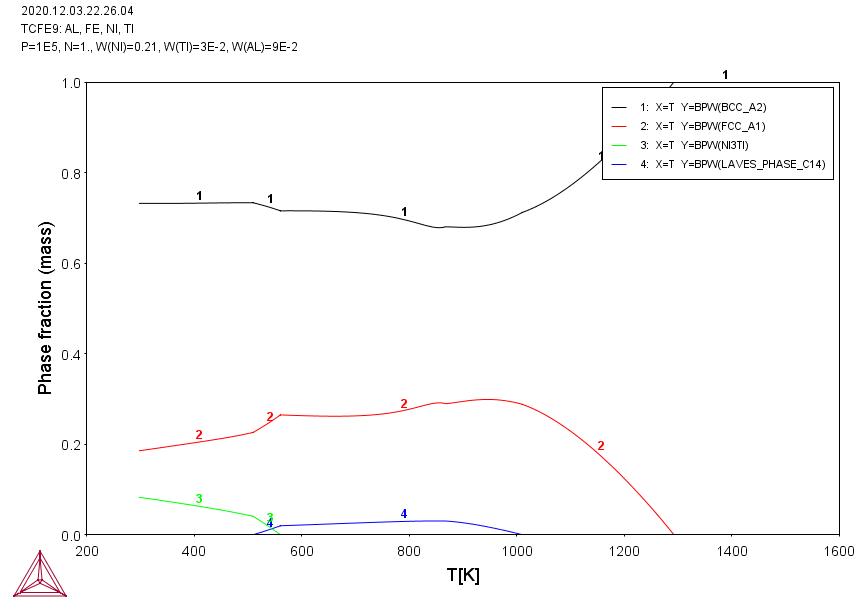 2020.12.03.22.26.04
TCFE9: AL, FE, NI, TI
P=1E5, N=1., W(NI)=0.21, W(TI)=3E-2, W(AL)=9E-2
1
1.0
1: X=T Y=BPW(BCC_A2)
2: X=T Y=BPW(FCC_A1)
3: X=T Y=BPW(NI3TI)
4: X=T Y=BPW(LAVES_PHASE_C14)
1
0.8
1 1 1
Phase fraction (mass)
0.6
0.4
2 2 2 2
0.2
3 3
4 4
0.0
200 400 600 800 1000 1200 1400 1600
T[K]